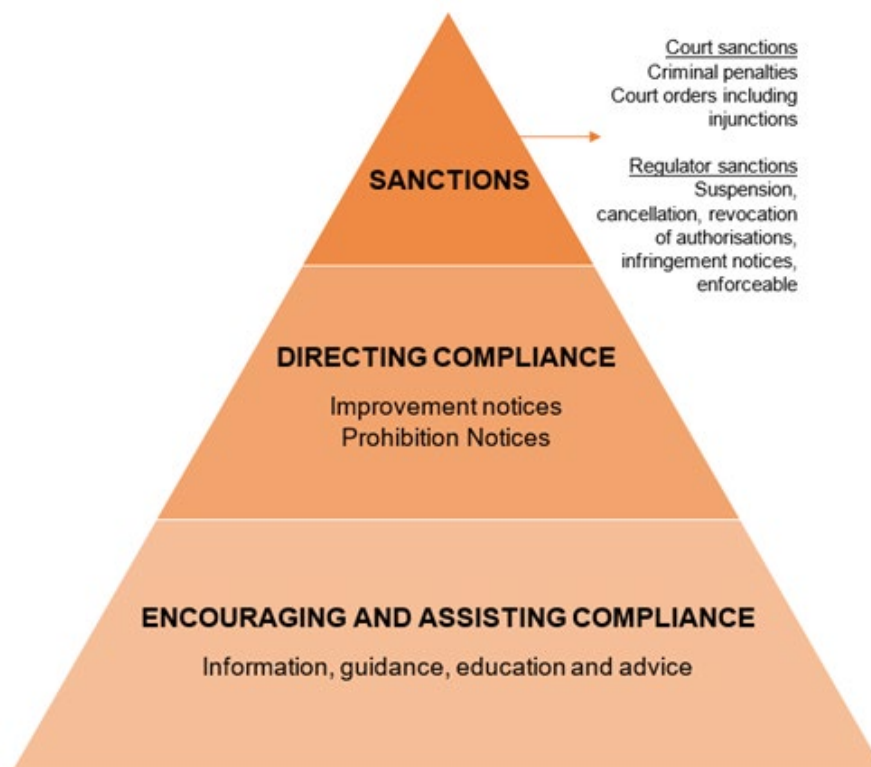 Court sanctions
Criminal penalties
Court orders including
injunctions
Regulator sanctions
Suspension,
cancellation, revocation
of authorisations,
infringement notices,
enforceable
SANCTIONS
DIRECTING COMPLIANCE
Improvement notices
Prohibition Notices
ENCOURAGING AND ASSISTING COMPLIANCE
Information, guidance, education and advice